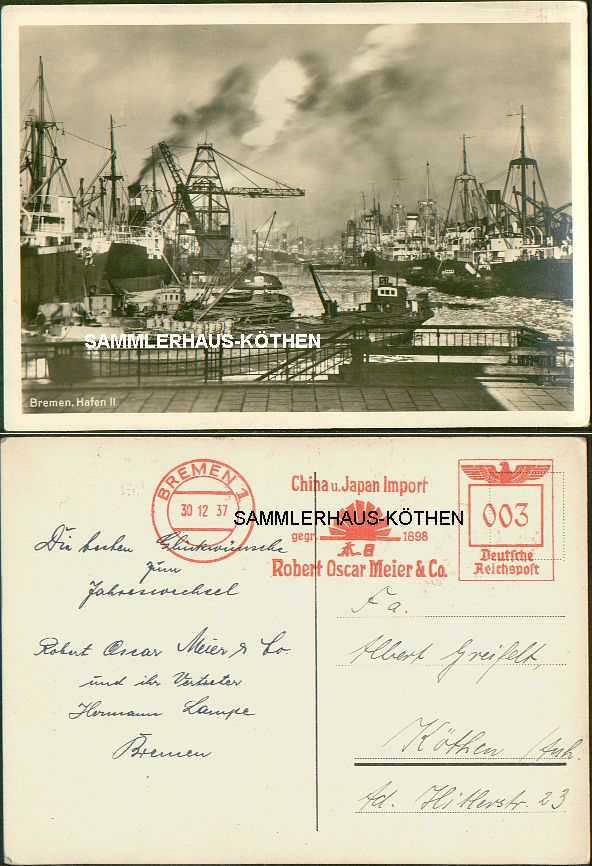 SAMMLERHAUS-KÖTHEN
Bremen, Hafen II
BREMEN 1
30 12 37
China u. Japan Import
SAMMLERHAUS-KÖTHEN
gegr. 1898
本日
Robert Oscar Meier & Co.
003
Deutsche
Reichspost
Die besten Glückwünsche
zum
Jahreswechsel
Robert Oscar Meier & Co.
und ihr Vertreter
Hermann Lampe
Bremen
Fa.
Albert Greifelt,
Köthen /Anh.
Ad. Hitlerstr. 23